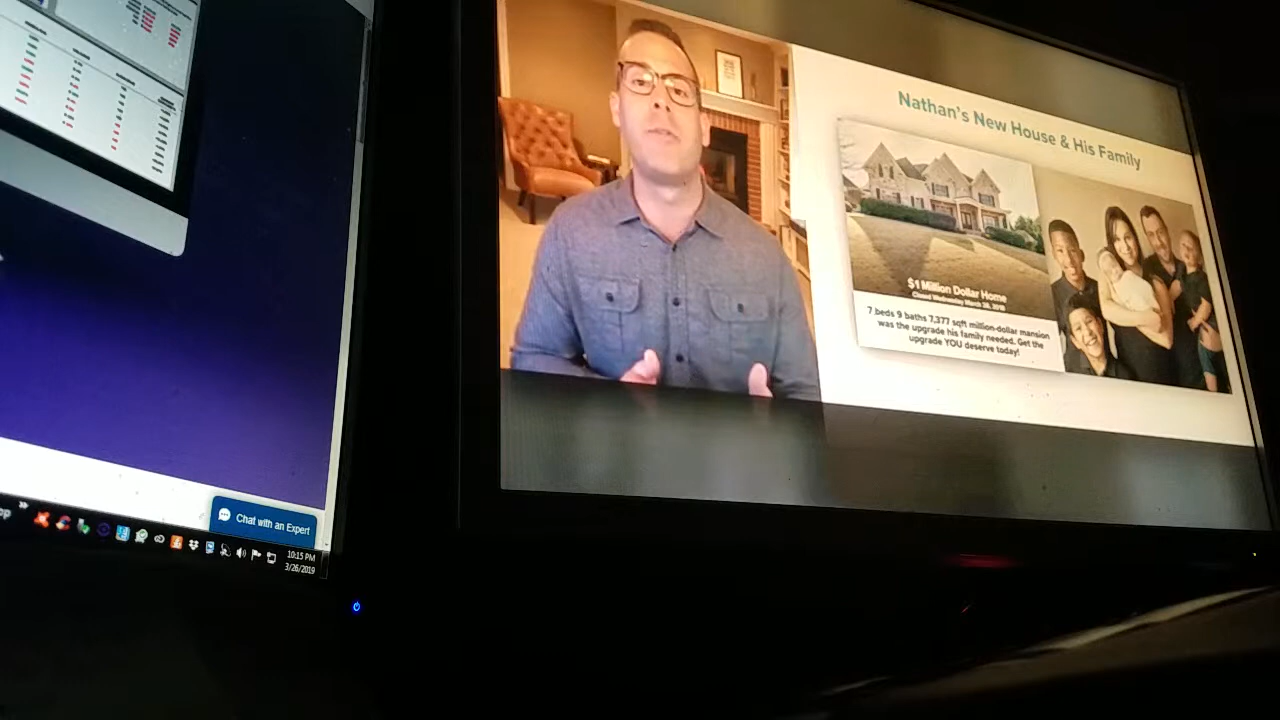 Nathan's New House & His Family
$1 Million Dollar Home
Closed Wednesday March 28, 2018
7 beds 9 baths 7,377 sqft million-dollar mansion
was the upgrade his family needed. Get the
upgrade YOU deserve today!
Chat with an Expert
10:15 PM
3/26/2019